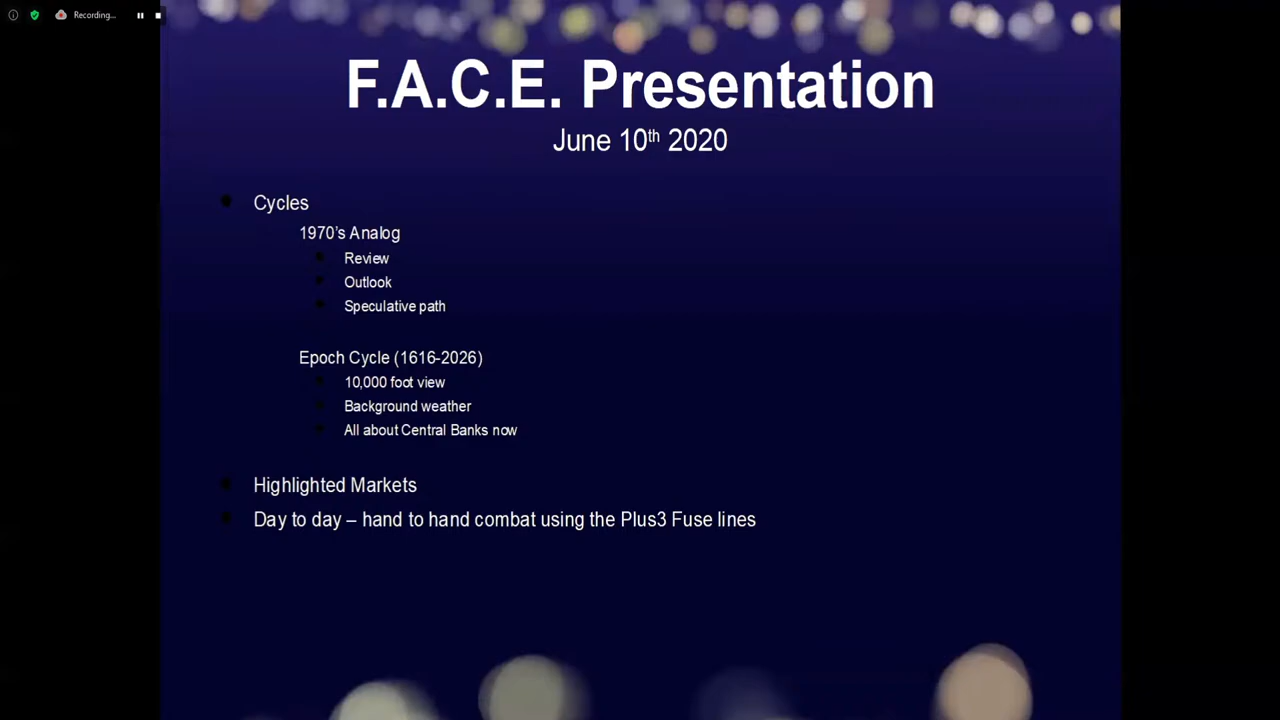 Recording...
F.A.C.E. Presentation
June 10th 2020
Cycles
1970's Analog
Review
Outlook
Speculative path
Epoch Cycle (1616-2026)
10,000 foot view
Background weather
All about Central Banks now
Highlighted Markets
Day to day – hand to hand combat using the Plus3 Fuse lines